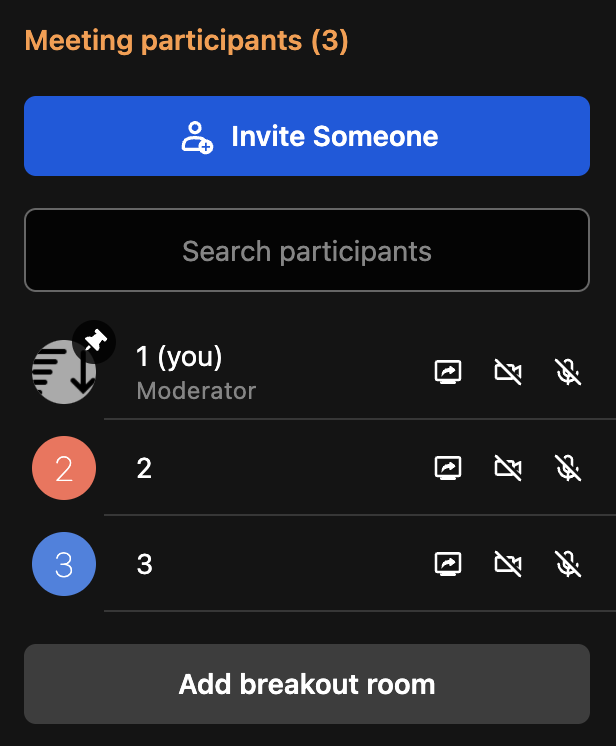 Meeting participants (3)
Invite Someone
Search participants
1 (you)
Moderator
2 2
3 3
Add breakout room